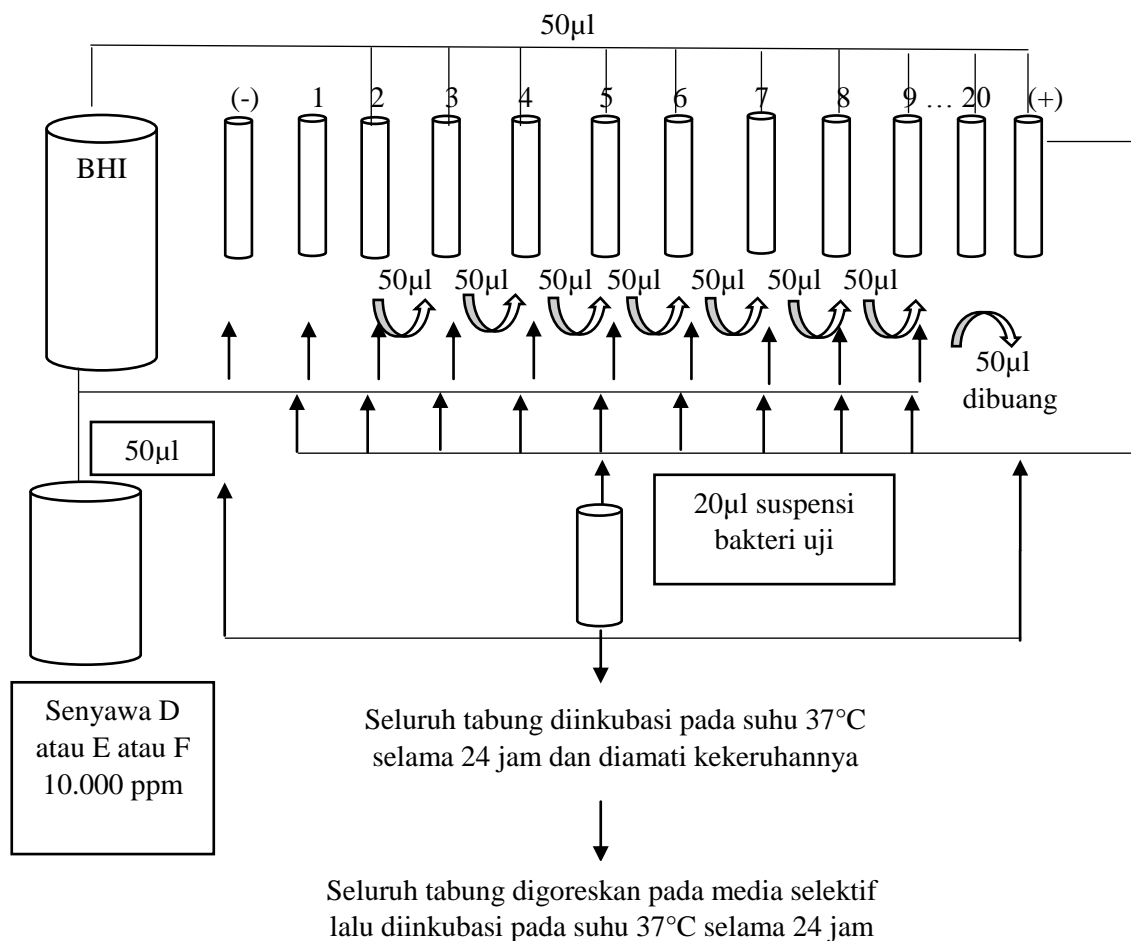 50µl
(-) 1 2 3 4 5 6 7 8 9 … 20 (+)
BHI
50µl 50µl 50µl 50µl 50µl 50µl 50µl
50µl
dibuang
50µl
20µl suspensi
bakteri uji
Senyawa D
atau E atau F
10.000 ppm
Seluruh tabung diinkubasi pada suhu 37°C
selama 24 jam dan diamati kekeruhannya
Seluruh tabung digoreskan pada media selektif
lalu diinkubasi pada suhu 37°C selama 24 jam